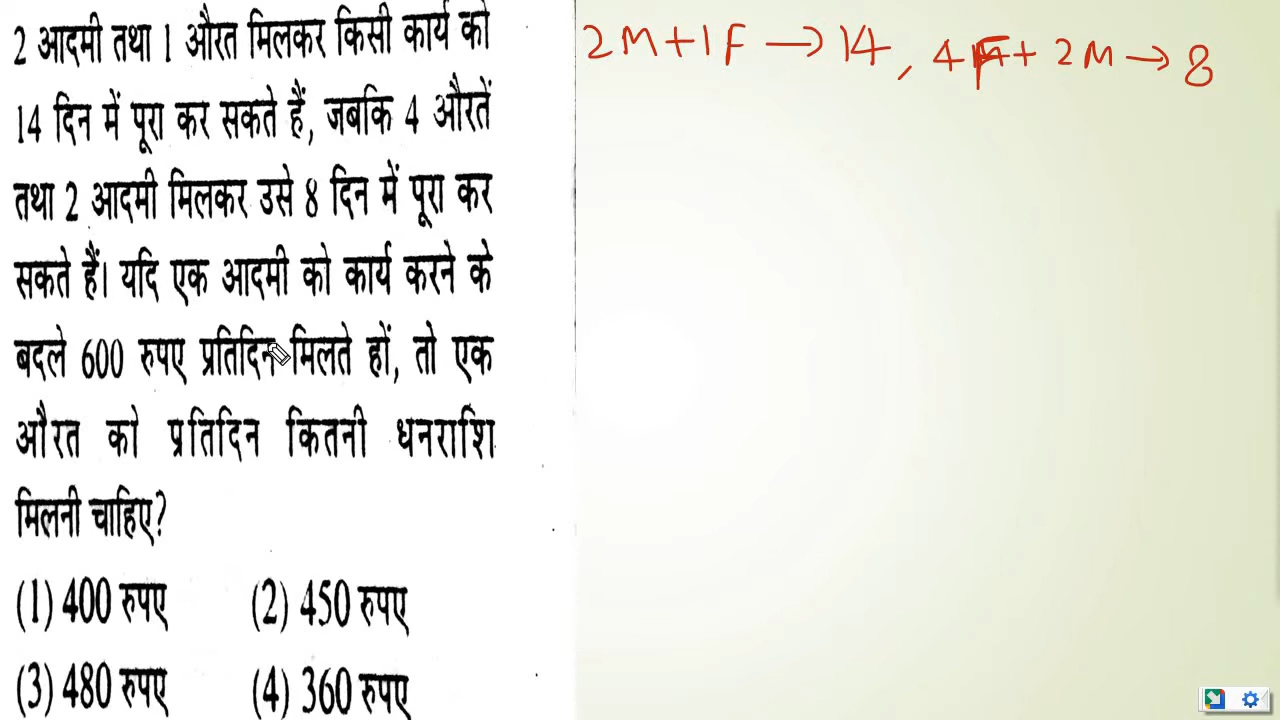 2 आदमी तथा 1 औरत मिलकर किसी कार्य को
14 दिन में पूरा कर सकते हैं, जबकि 4 औरतें
तथा 2 आदमी मिलकर उसे 8 दिन में पूरा कर
सकते हैं। यदि एक आदमी को कार्य करने के
बदले 600 रुपए प्रतिदिन मिलते हों, तो एक
औरत को प्रतिदिन कितनी धनराशि
मिलनी चाहिए?
(1) 400 रुपए (2) 450 रुपए
(3) 480 रुपए (4) 360 रुपए
2M+1F → 14, 4F+ 2M → 8